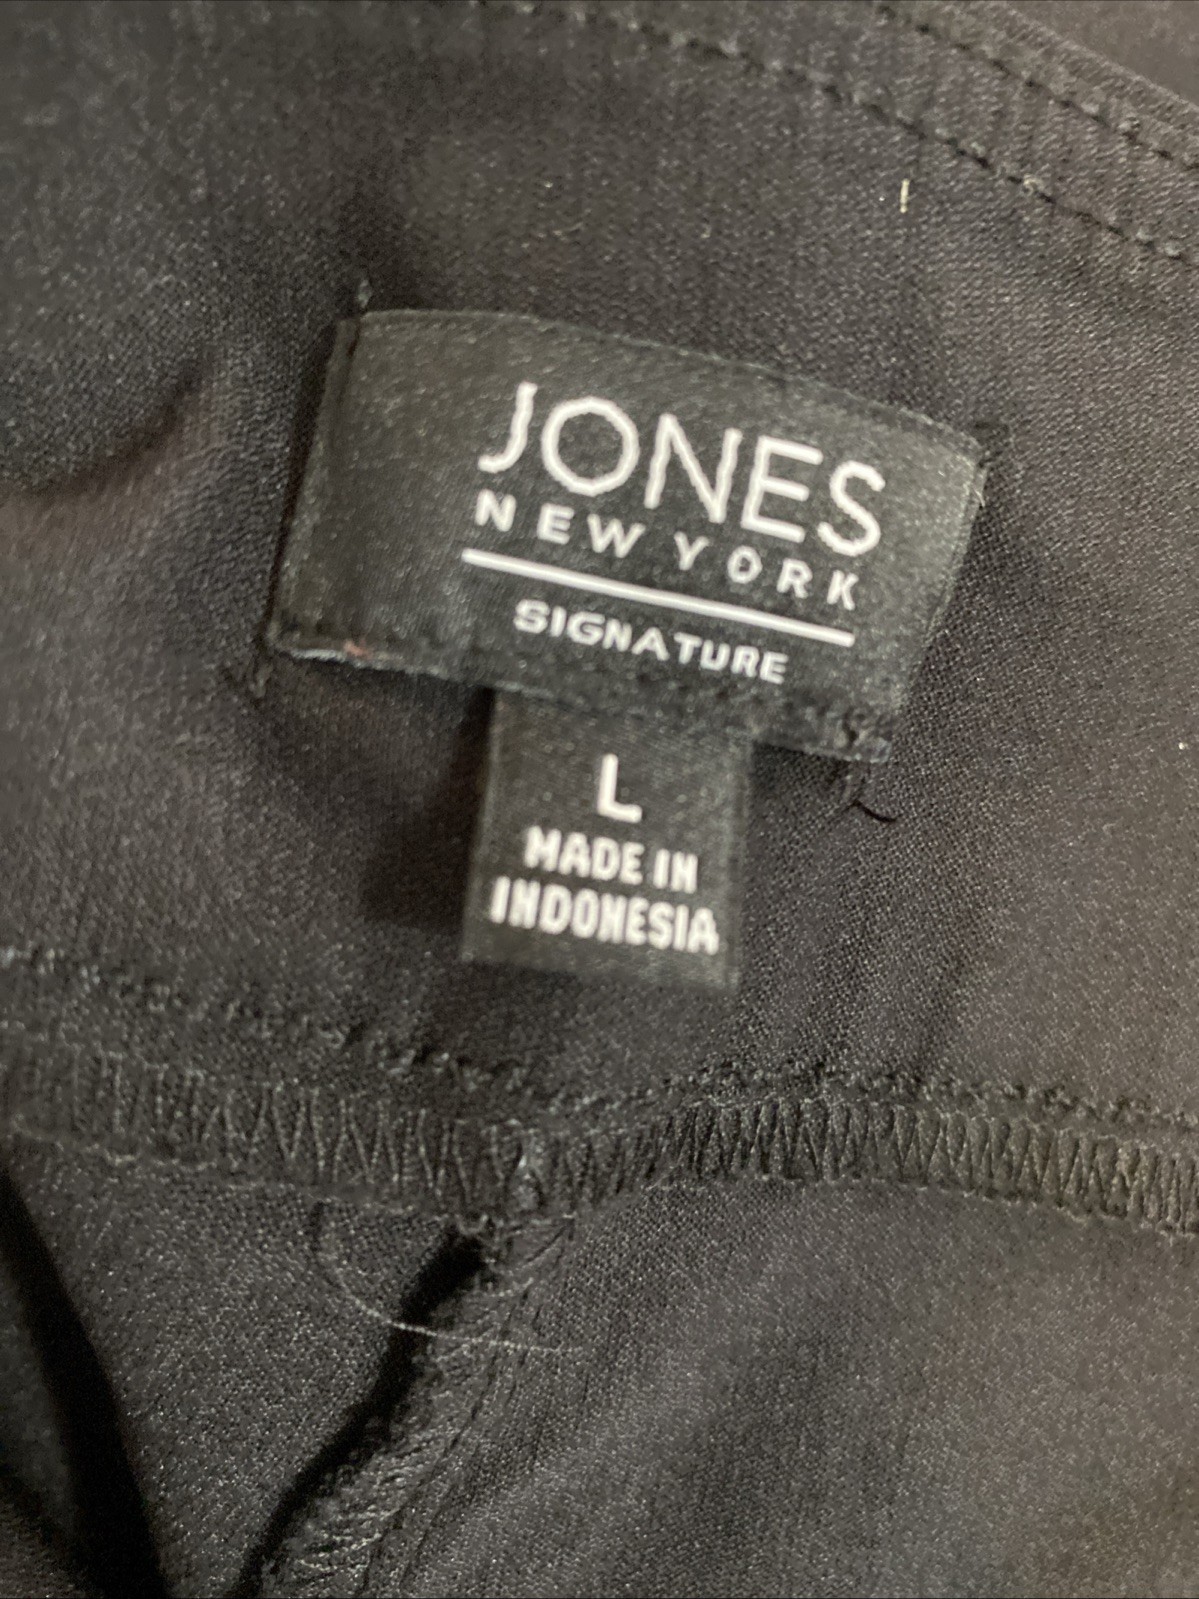 JONES
NEW YORK
SIGNATURE
L
MADE IN
INDONESIA